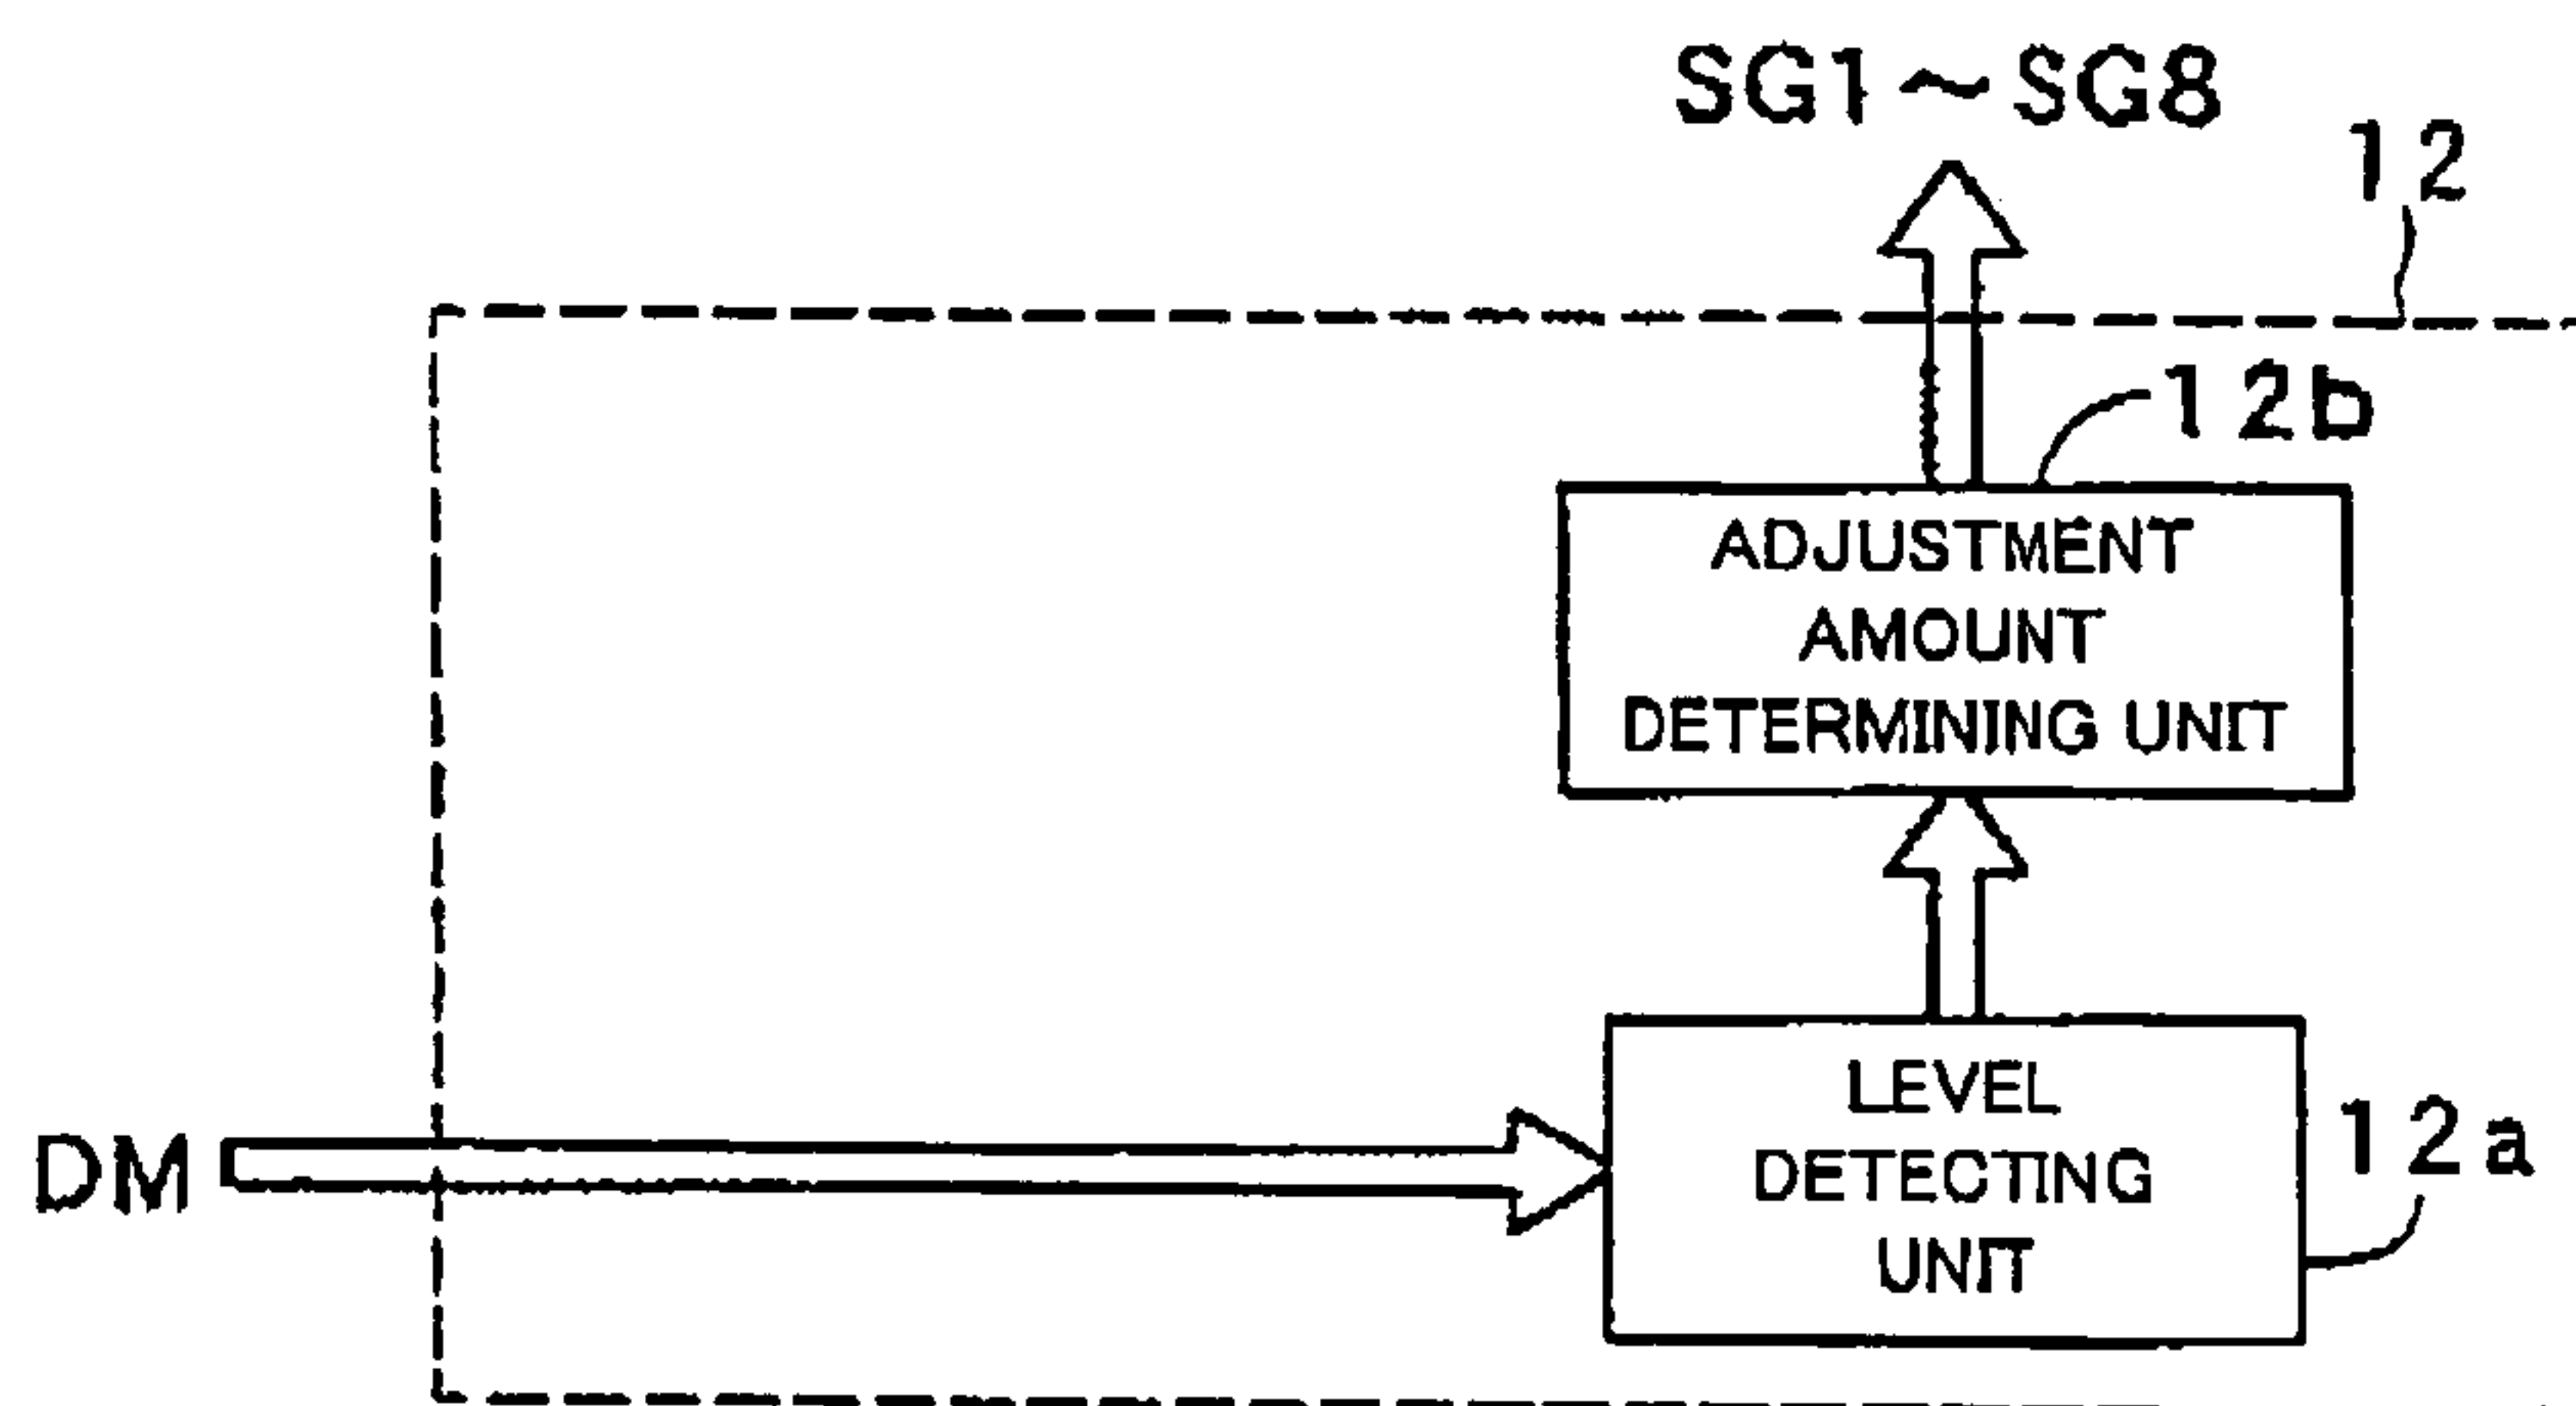 SG1～SG8
12
12b
ADJUSTMENT
AMOUNT
DETERMINING UNIT
LEVEL
DETECTING
UNIT
DM
12a